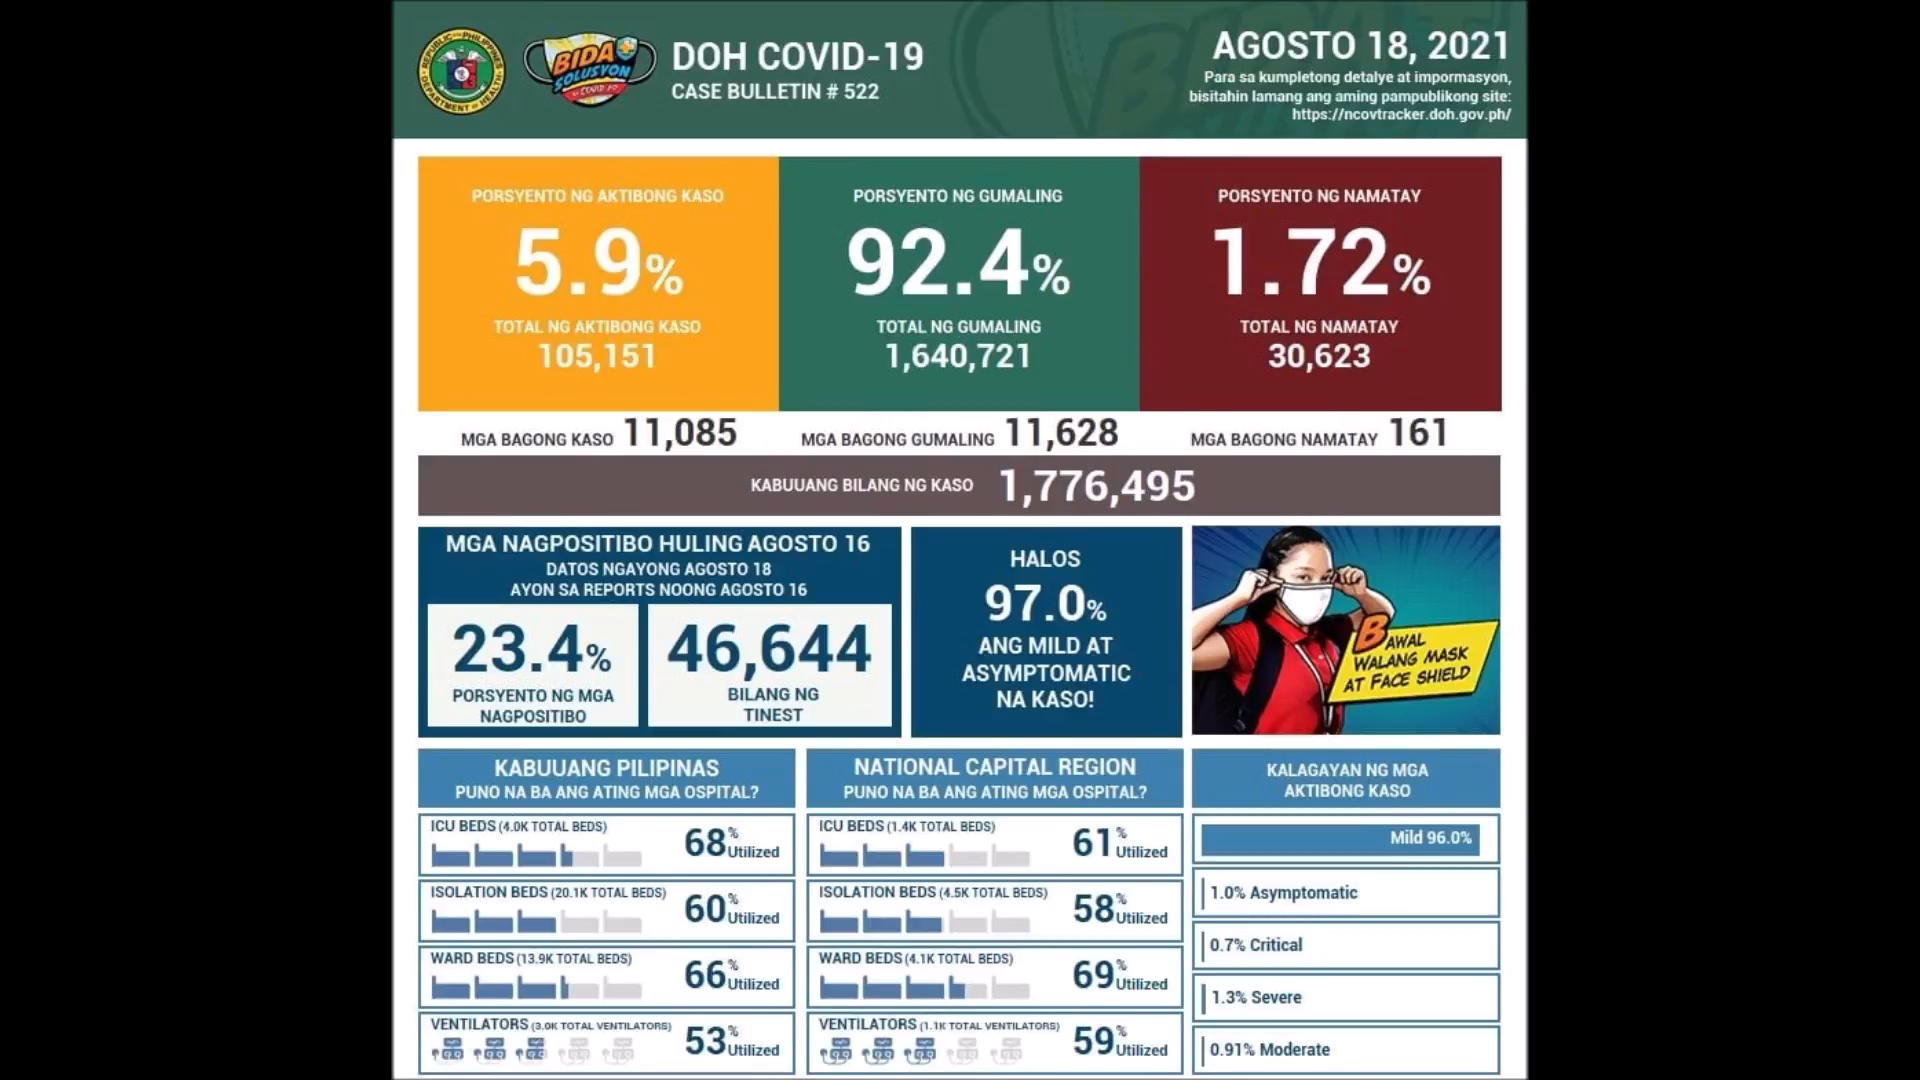 REPUBLIC OF THE PHILIPPINES
DEPARTMENT OF HEALTH
BIDA
SOLUSYON
DOH COVID-19
CASE BULLETIN # 522
AGOSTO 18, 2021
Para sa kumpletong detalye at impormasyon,
bisitahin lamang ang aming pampublikong site:
https://ncovtracker.doh.gov.ph/
PORSYENTO NG AKTIBONG KASO
5.9%
TOTAL NG AKTIBONG KASO
105,151
PORSYENTO NG GUMALING
92.4%
TOTAL NG GUMALING
1,640,721
PORSYENTO NG NAMATAY
1.72%
TOTAL NG NAMATAY
30,623
MGA BAGONG KASO 11,085
MGA BAGONG GUMALING 11,628
MGA BAGONG NAMATAY 161
KABUUANG BILANG NG KASO 1,776,495
MGA NAGPOSITIBO HULING AGOSTO 16
DATOS NGAYONG AGOSTO 18
AYON SA REPORTS NOONG AGOSTO 16
23.4%
PORSYENTO NG MGA
NAGPOSITIBO
46,644
BILANG NG
TINEST
HALOS
97.0%
ANG MILD AT
ASYMPTOMATIC
NA KASO!
BAWAL
WALANG MASK
AT FACE SHIELD
KABUUANG PILIPINAS
PUNO NA BA ANG ATING MGA OSPITAL?
ICU BEDS (4.0K TOTAL BEDS)
68% Utilized
ISOLATION BEDS (20.1K TOTAL BEDS)
60% Utilized
WARD BEDS (13.9K TOTAL BEDS)
66% Utilized
VENTILATORS (3.0K TOTAL VENTILATORS)
53% Utilized
NATIONAL CAPITAL REGION
PUNO NA BA ANG ATING MGA OSPITAL?
ICU BEDS (1.4K TOTAL BEDS)
61% Utilized
ISOLATION BEDS (4.5K TOTAL BEDS)
58% Utilized
WARD BEDS (4.1K TOTAL BEDS)
69% Utilized
VENTILATORS (1.1K TOTAL VENTILATORS)
59% Utilized
KALAGAYAN NG MGA
AKTIBONG KASO
Mild 96.0%
1.0% Asymptomatic
0.7% Critical
1.3% Severe
0.91% Moderate